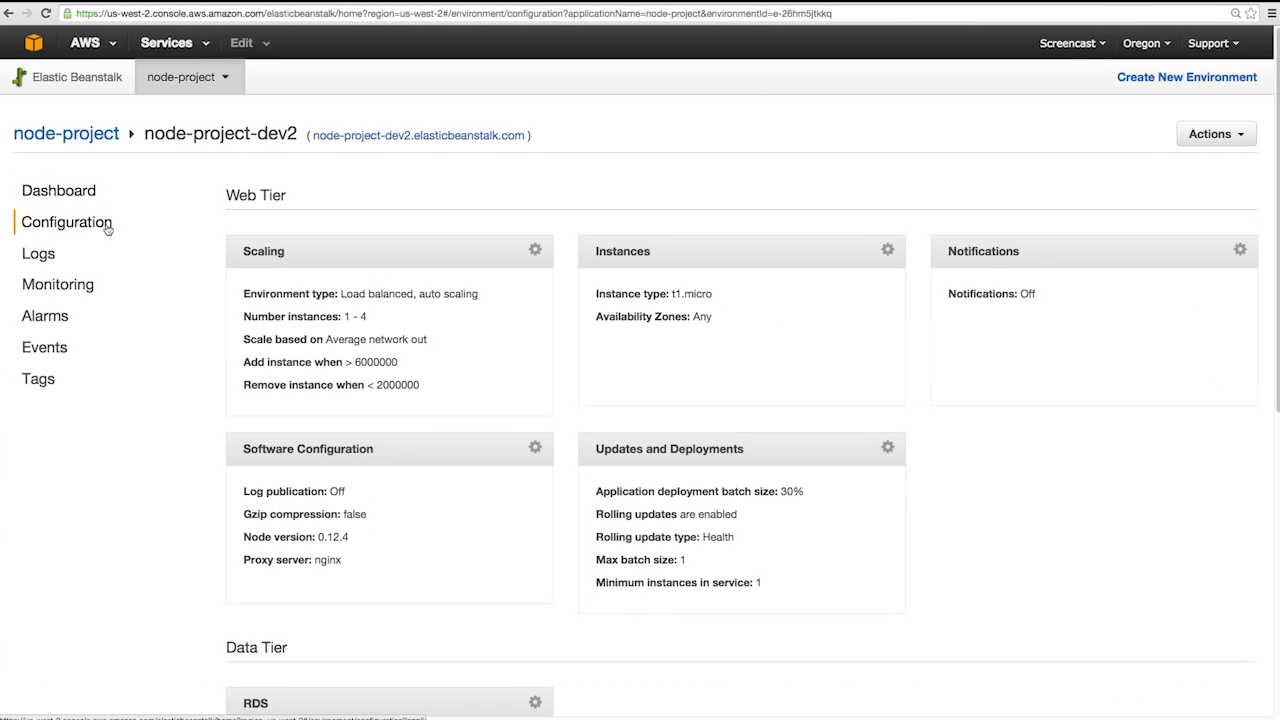 https://us-west-2.console.aws.amazon.com/elasticbeanstalk/home?region=us-west-2#/environment/configuration?applicationName=node-project&environmentId=e-26hm5jtkkq
AWS Services Edit Screencast Oregon Support
Elastic Beanstalk node-project Create New Environment
node-project node-project-dev2 ( node-project-dev2.elasticbeanstalk.com ) Actions
Dashboard
Configuration
Logs
Monitoring
Alarms
Events
Tags
Web Tier
Scaling
Environment type: Load balanced, auto scaling
Number instances: 1 - 4
Scale based on Average network out
Add instance when > 6000000
Remove instance when < 2000000
Instances
Instance type: t1.micro
Availability Zones: Any
Notifications
Notifications: Off
Software Configuration
Log publication: Off
Gzip compression: false
Node version: 0.12.4
Proxy server: nginx
Updates and Deployments
Application deployment batch size: 30%
Rolling updates are enabled
Rolling update type: Health
Max batch size: 1
Minimum instances in service: 1
Data Tier
RDS